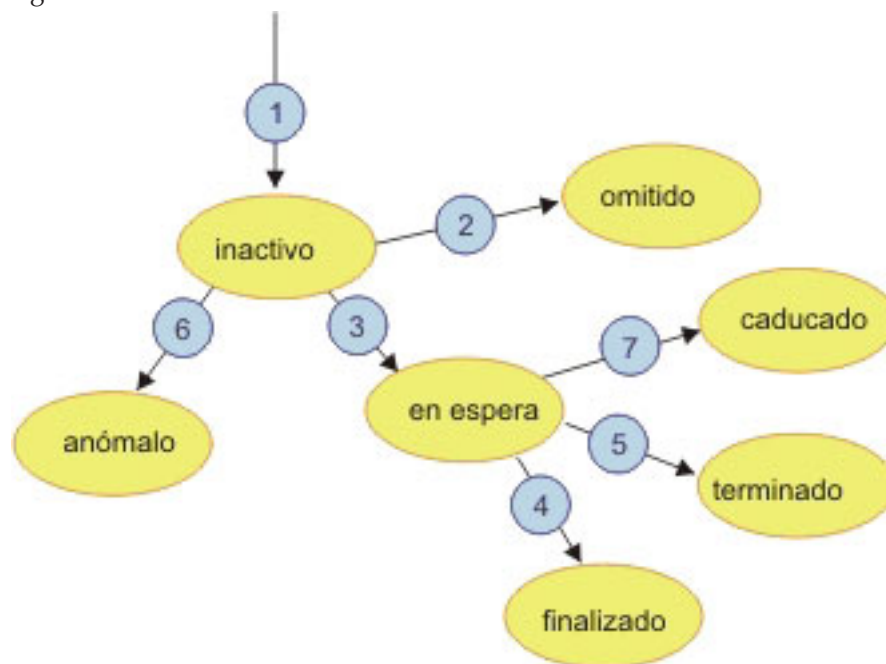 1
omitido
2
inactivo
caducado
6
3
7
en espera
anómalo
5
terminado
4
finalizado